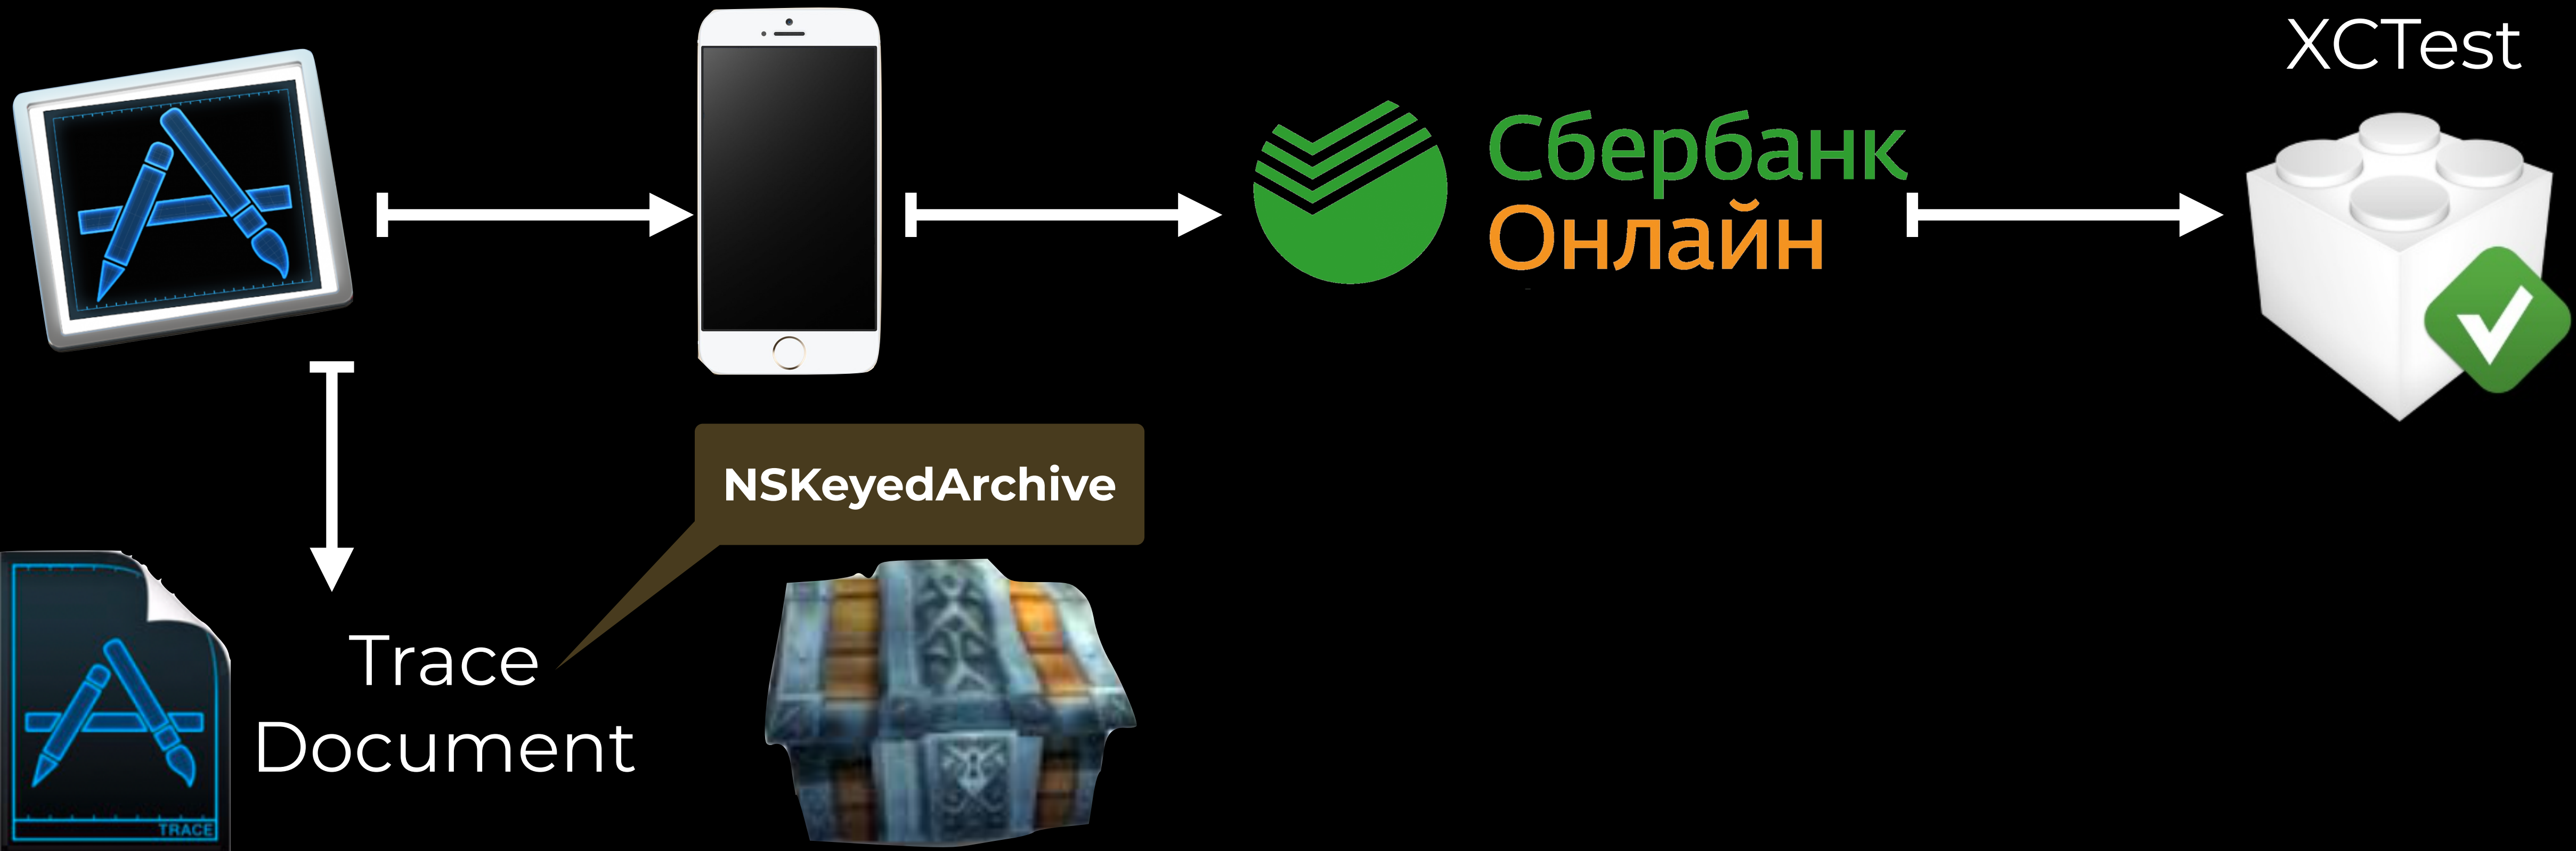 XCTest
Сбербанк
Онлайн
NSKeyedArchive
Trace
Document
TRACE